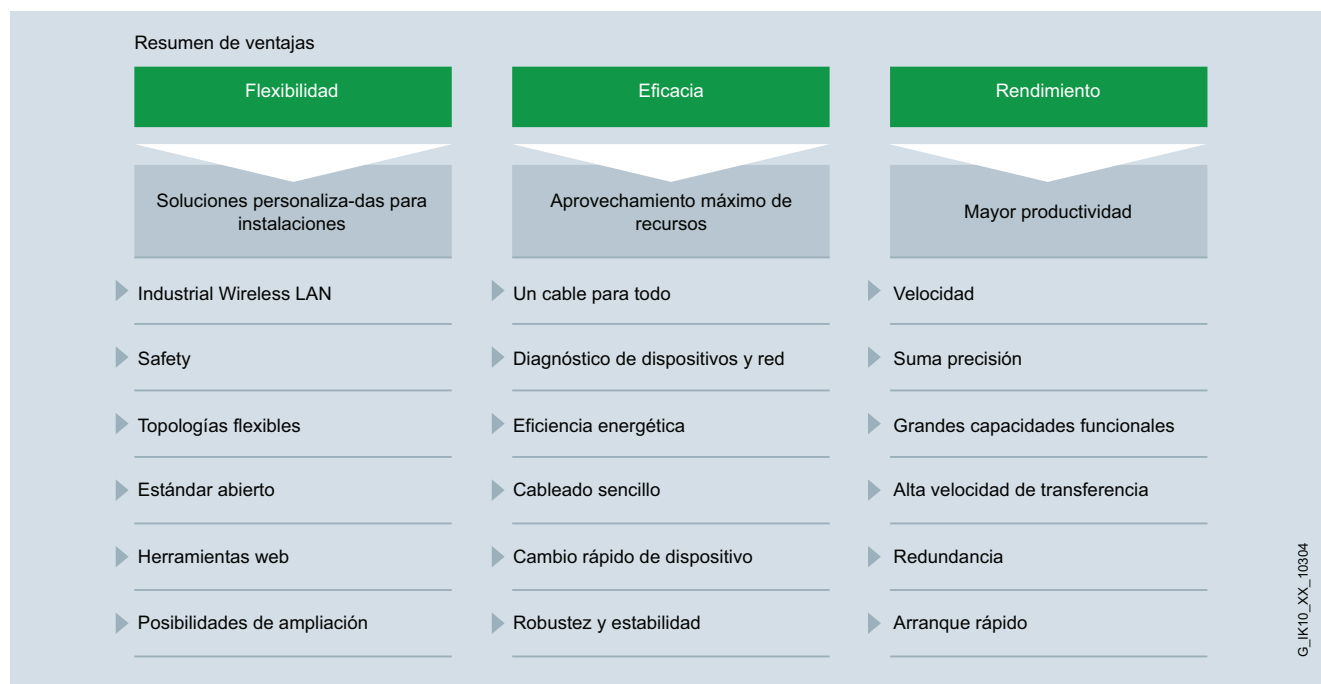 Resumen de ventajas
Flexibilidad
Soluciones personaliza-das para
instalaciones
Industrial Wireless LAN
Safety
Topologías flexibles
Estándar abierto
Herramientas web
Posibilidades de ampliación
Eficacia
Aprovechamiento máximo de
recursos
Un cable para todo
Diagnóstico de dispositivos y red
Eficiencia energética
Cableado sencillo
Cambio rápido de dispositivo
Robustez y estabilidad
Rendimiento
Mayor productividad
Velocidad
Suma precisión
Grandes capacidades funcionales
Alta velocidad de transferencia
Redundancia
Arranque rápido
G_IK10_XX_10304